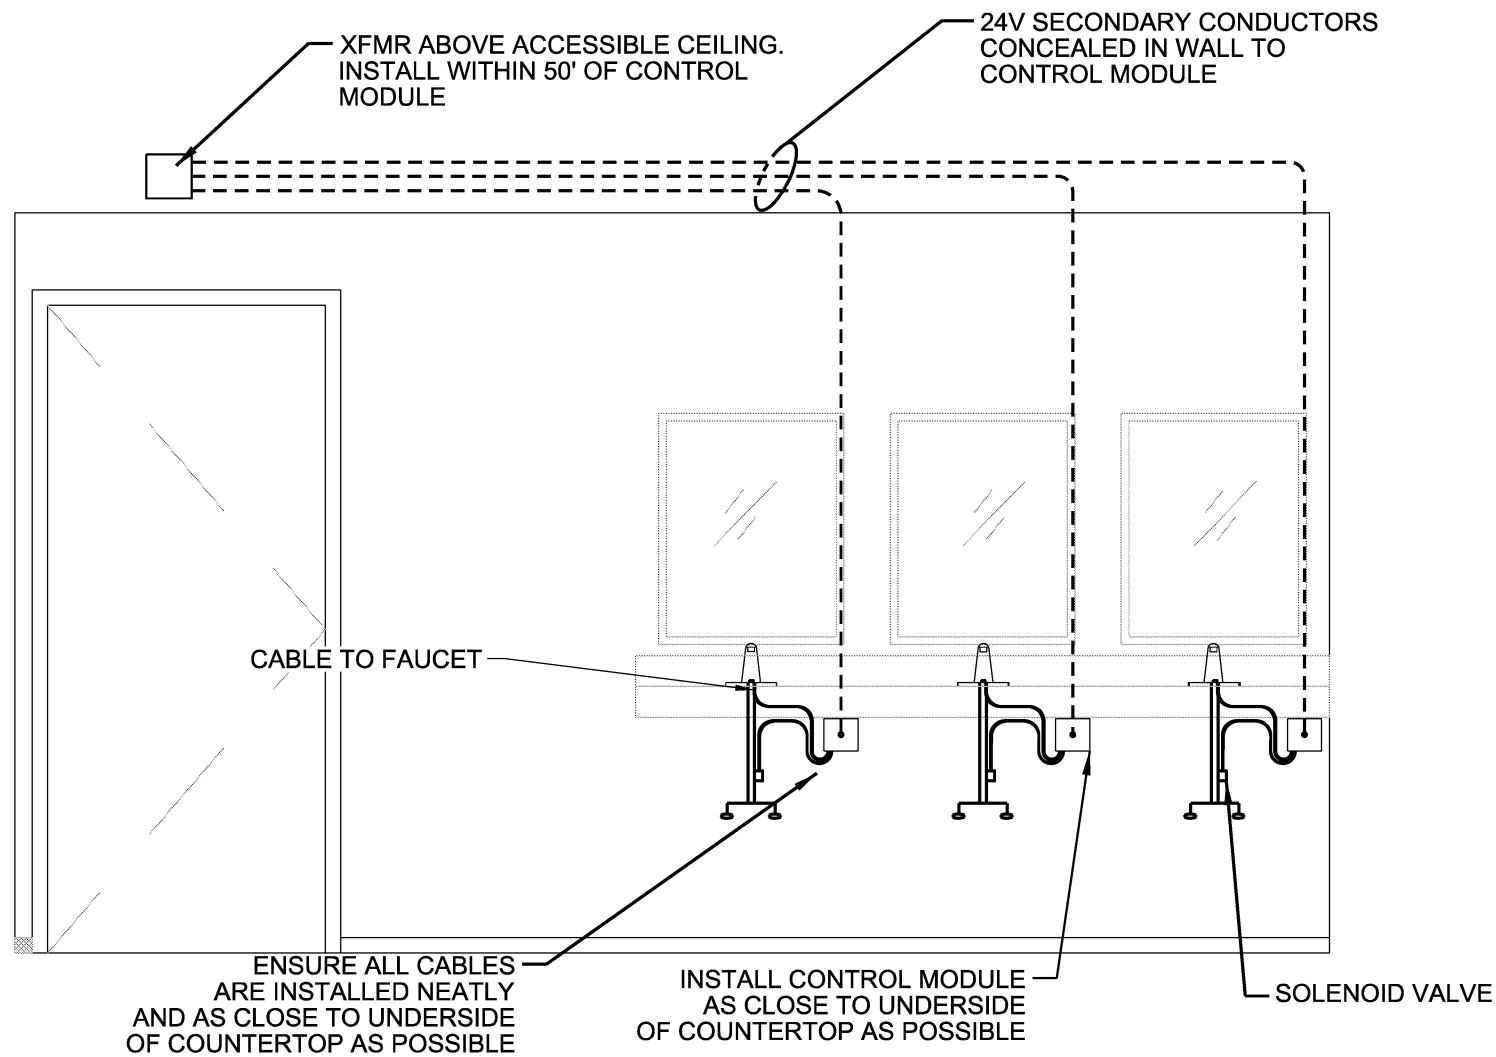 XFMR ABOVE ACCESSIBLE CEILING.
INSTALL WITHIN 50' OF CONTROL
MODULE
24V SECONDARY CONDUCTORS
CONCEALED IN WALL TO
CONTROL MODULE
CABLE TO FAUCET
ENSURE ALL CABLES
ARE INSTALLED NEATLY
AND AS CLOSE TO UNDERSIDE
OF COUNTERTOP AS POSSIBLE
INSTALL CONTROL MODULE
AS CLOSE TO UNDERSIDE
OF COUNTERTOP AS POSSIBLE
SOLENOID VALVE